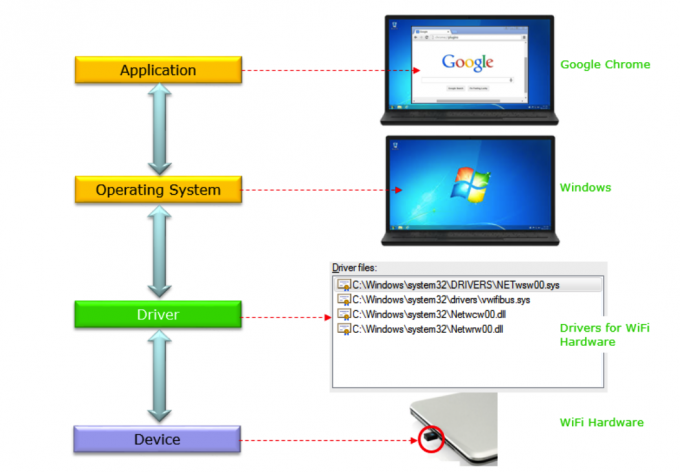 Application
Google
Google Chrome
Operating System
Windows
Driver files:
C:\Windows\system32\DRIVERS\NETwsw00.sys
C:\Windows\system32\drivers\vwifibus.sys
C:\Windows\system32\Netwcw00.dll
C:\Windows\system32\Netwrw00.dll
Driver
Drivers for WiFi
Hardware
Device
WiFi Hardware